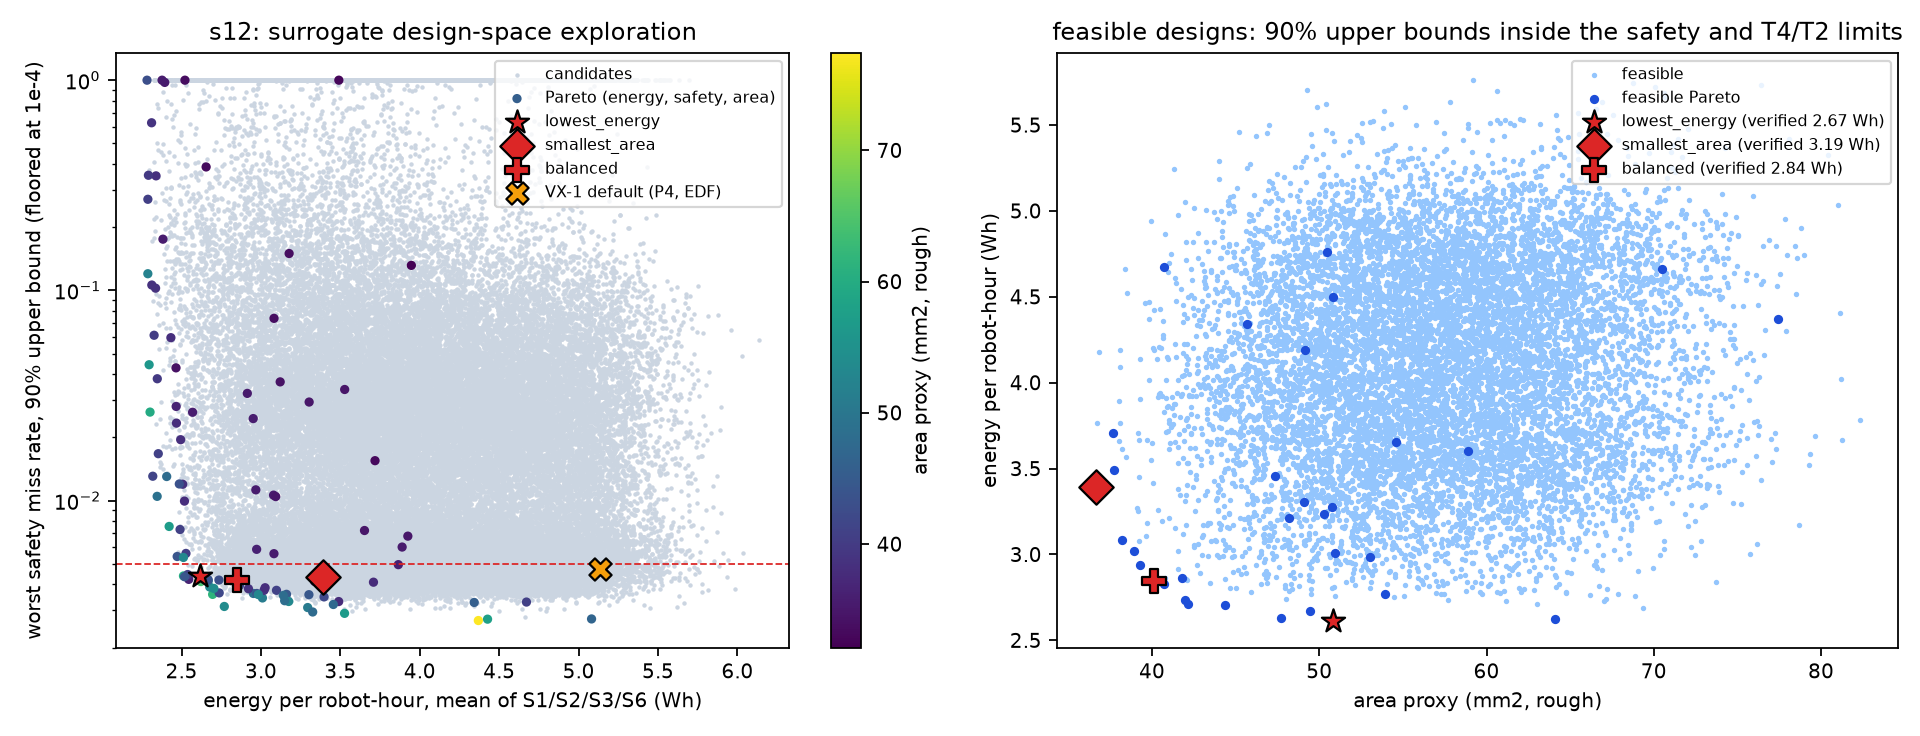 s12: surrogate design-space exploration
worst safety miss rate, 90% upper bound (floored at 1e-4)
10⁰
10⁻¹
10⁻²
candidates
Pareto (energy, safety, area)
lowest_energy
smallest_area
balanced
VX-1 default (P4, EDF)
2.5 3.0 3.5 4.0 4.5 5.0 5.5 6.0
energy per robot-hour, mean of S1/S2/S3/S6 (Wh)
70
60
50
40
area proxy (mm2, rough)
feasible designs: 90% upper bounds inside the safety and T4/T2 limits
energy per robot-hour (Wh)
5.5
5.0
4.5
4.0
3.5
3.0
2.5
feasible
feasible Pareto
lowest_energy (verified 2.67 Wh)
smallest_area (verified 3.19 Wh)
balanced (verified 2.84 Wh)
40 50 60 70 80
area proxy (mm2, rough)